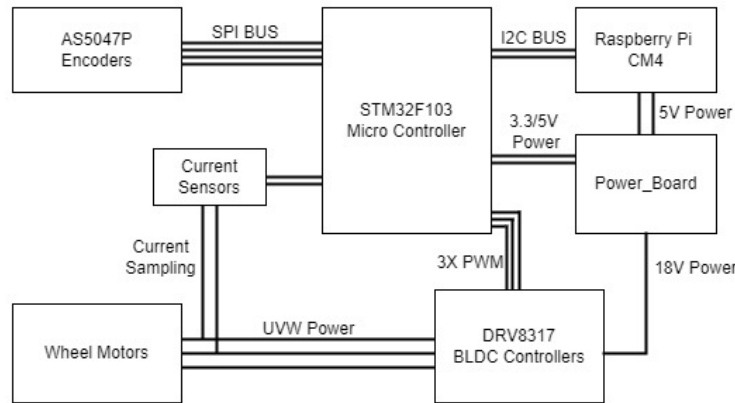 AS5047P
Encoders
SPI BUS
STM32F103
Micro Controller
I2C BUS
Raspberry Pi
CM4
5V Power
3.3/5V
Power
Power_Board
Current
Sensors
Current
Sampling
3X PWM
18V Power
Wheel Motors
UVW Power
DRV8317
BLDC Controllers